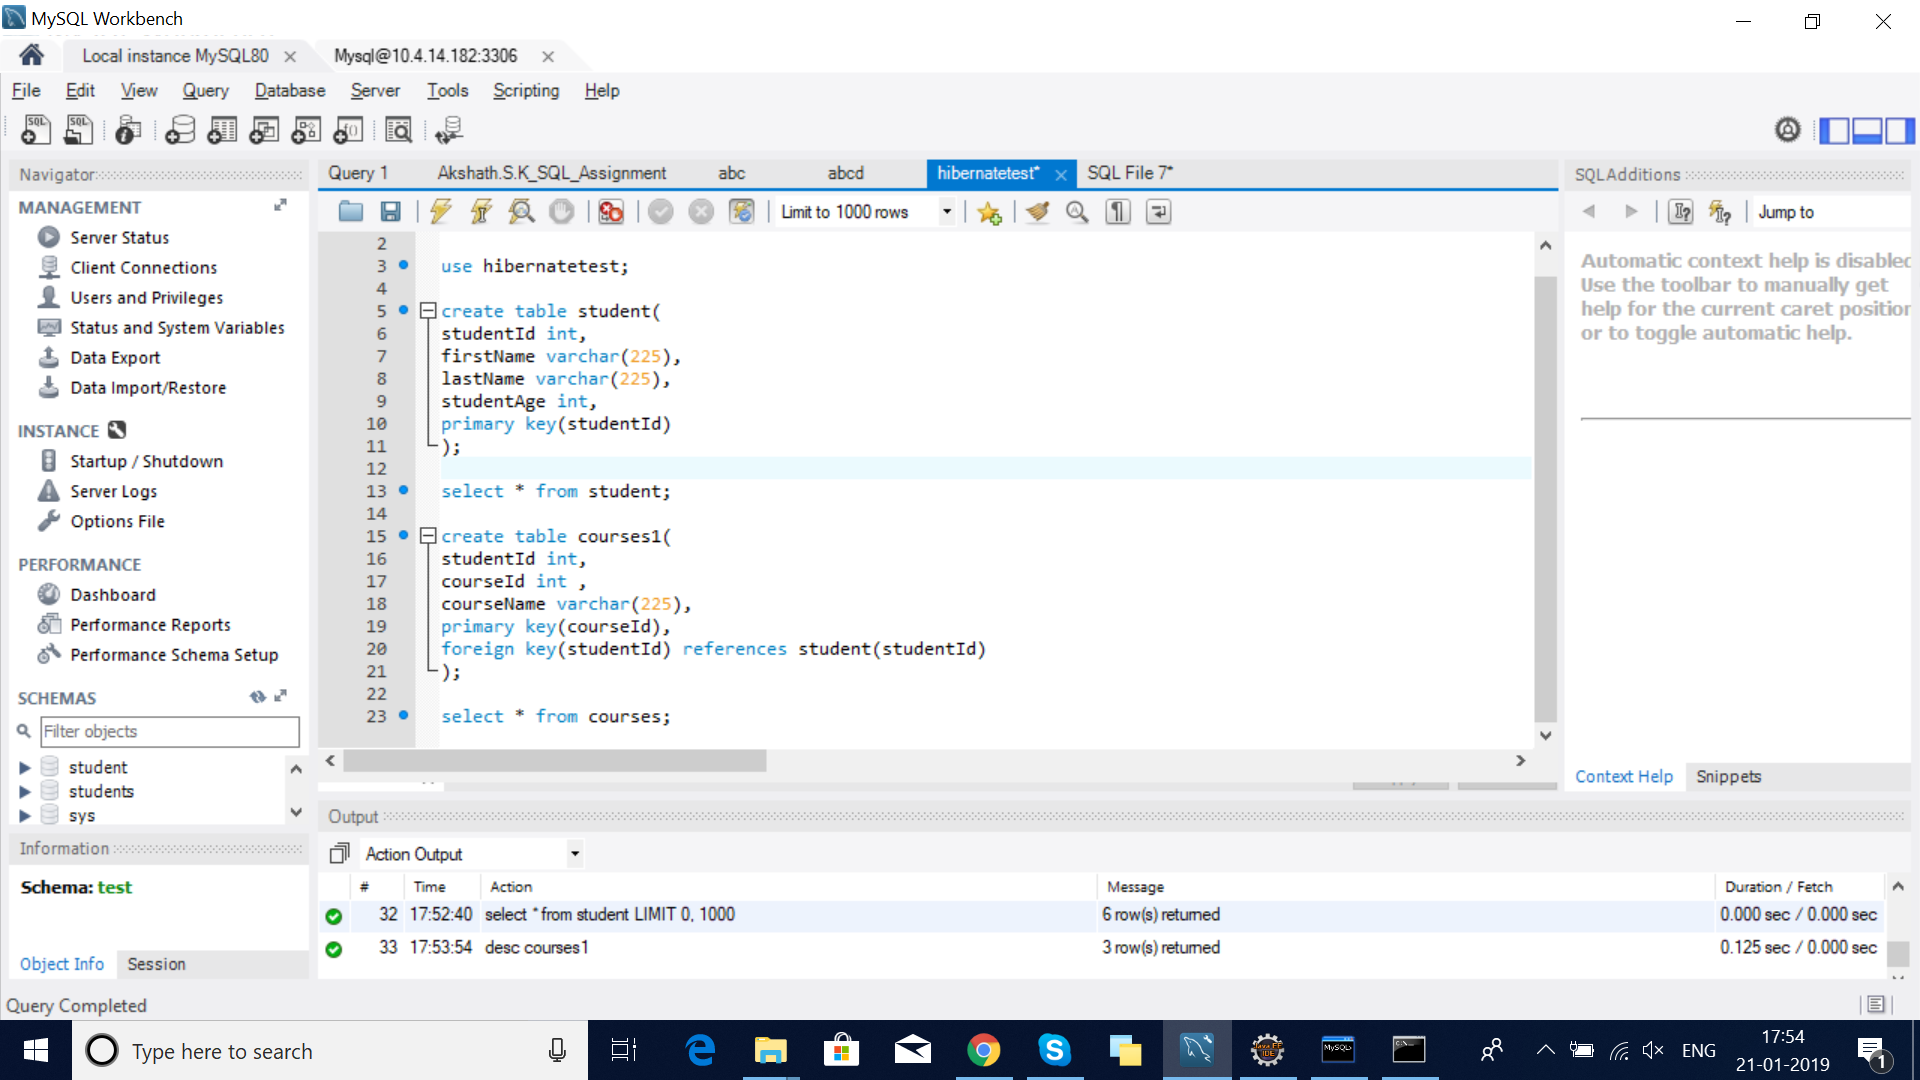 MySQL Workbench
Local instance MySQL80
Mysql@10.4.14.182:3306
File Edit View Query Database Server Tools Scripting Help
Navigator
MANAGEMENT
Server Status
Client Connections
Users and Privileges
Status and System Variables
Data Export
Data Import/Restore
INSTANCE
Startup / Shutdown
Server Logs
Options File
PERFORMANCE
Dashboard
Performance Reports
Performance Schema Setup
SCHEMAS
Filter objects
student
students
sys
Information
Schema: test
Object Info Session
Query 1 Akshath.S.K_SQL_Assignment abc abcd hibernatetest* SQL File 7*
Limit to 1000 rows
2
3 use hibernatetest;
4
5 create table student(
6 studentId int,
7 firstName varchar(225),
8 lastName varchar(225),
9 studentAge int,
10 primary key(studentId)
11 );
12
13 select * from student;
14
15 create table courses1(
16 studentId int,
17 courseId int ,
18 courseName varchar(225),
19 primary key(courseId),
20 foreign key(studentId) references student(studentId)
21 );
22
23 select * from courses;
SQLAdditions
Jump to
Automatic context help is disabled
Use the toolbar to manually get
help for the current caret position
or to toggle automatic help.
Context Help Snippets
Output
Action Output
# Time Action Message Duration / Fetch
32 17:52:40 select * from student LIMIT 0, 1000 6 row(s) returned 0.000 sec / 0.000 sec
33 17:53:54 desc courses1 3 row(s) returned 0.125 sec / 0.000 sec
Query Completed
Type here to search
ENG
17:54
21-01-2019
1